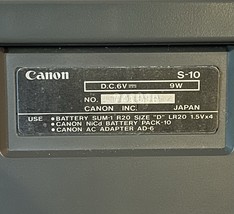 Canon S-10
D.C.6V ⎓ 9W
NO.
CANON INC. JAPAN
USE • BATTERY SUM-1 R20 SIZE "D" LR20 1.5V×4
• CANON NiCd BATTERY PACK-10
• CANON AC ADAPTER AD-6